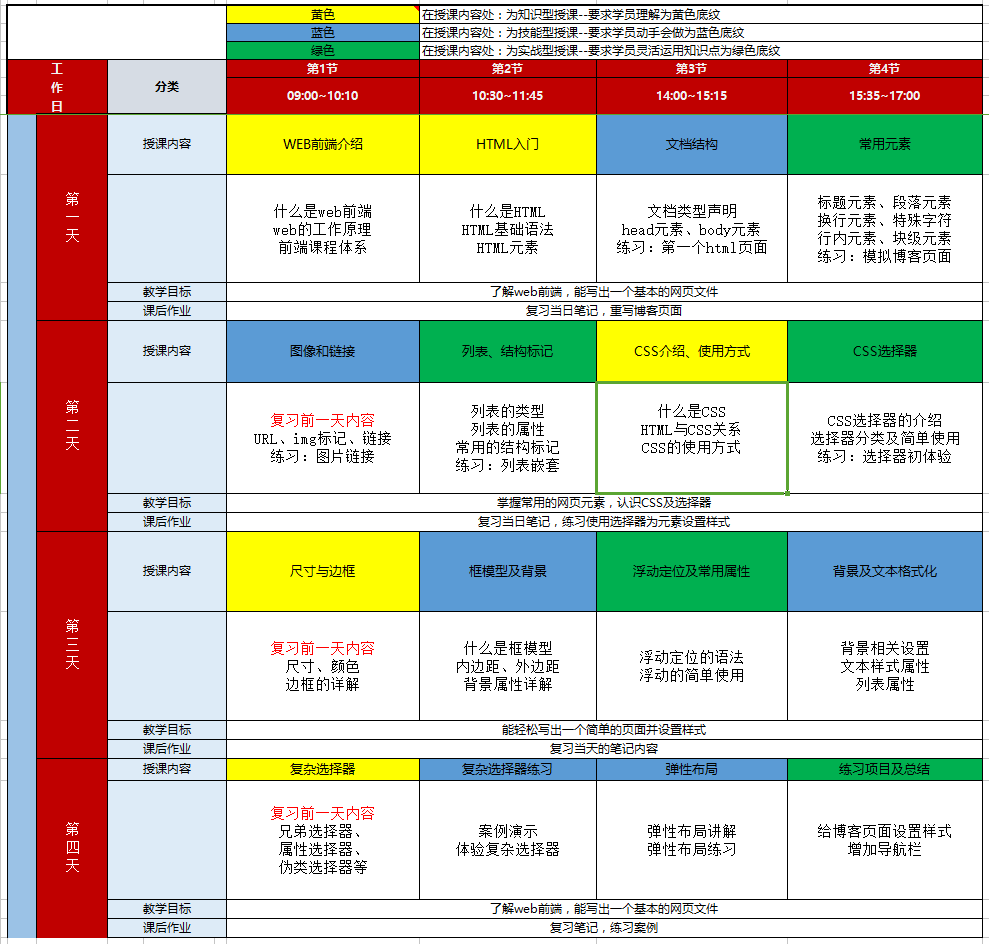 黄色 在授课内容处：为知识型授课--要求学员理解为黄色底纹
蓝色 在授课内容处：为技能型授课--要求学员动手会做为蓝色底纹
绿色 在授课内容处：为实战型授课--要求学员灵活运用知识点为绿色底纹
工作日 分类 第1节 第2节 第3节 第4节
09:00~10:10 10:30~11:45 14:00~15:15 15:35~17:00
第一天
授课内容 WEB前端介绍 HTML入门 文档结构 常用元素
什么是web前端
web的工作原理
前端课程体系
什么是HTML
HTML基础语法
HTML元素
文档类型声明
head元素、body元素
练习：第一个html页面
标题元素、段落元素
换行元素、特殊字符
行内元素、块级元素
练习：模拟博客页面
教学目标 了解web前端，能写出一个基本的网页文件
课后作业 复习当日笔记，重写博客页面
第二天
授课内容 图像和链接 列表、结构标记 CSS介绍、使用方式 CSS选择器
复习前一天内容
URL、img标记、链接
练习：图片链接
列表的类型
列表的属性
常用的结构标记
练习：列表嵌套
什么是CSS
HTML与CSS关系
CSS的使用方式
CSS选择器的介绍
选择器分类及简单使用
练习：选择器初体验
教学目标 掌握常用的网页元素，认识CSS及选择器
课后作业 复习当日笔记，练习使用选择器为元素设置样式
第三天
授课内容 尺寸与边框 框模型及背景 浮动定位及常用属性 背景及文本格式化
复习前一天内容
尺寸、颜色
边框的详解
什么是框模型
内边距、外边距
背景属性详解
浮动定位的语法
浮动的简单使用
背景相关设置
文本样式属性
列表属性
教学目标 能轻松写出一个简单的页面并设置样式
课后作业 复习当天的笔记内容
第四天
授课内容 复杂选择器 复杂选择器练习 弹性布局 练习项目及总结
复习前一天内容
兄弟选择器、
属性选择器、
伪类选择器等
案例演示
体验复杂选择器
弹性布局讲解
弹性布局练习
给博客页面设置样式
增加导航栏
教学目标 了解web前端，能写出一个基本的网页文件
课后作业 复习笔记，练习案例